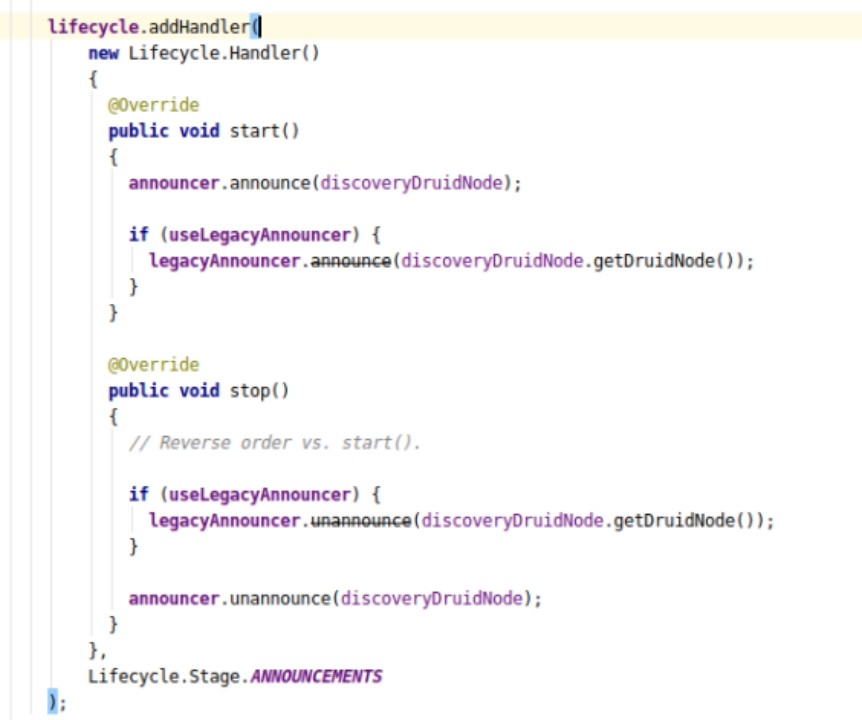 lifecycle.addHandler(
new Lifecycle.Handler()
{
@Override
public void start()
{
announcer.announce(discoveryDruidNode);
if (useLegacyAnnouncer) {
legacyAnnouncer.announce(discoveryDruidNode.getDruidNode());
}
}
@Override
public void stop()
{
// Reverse order vs. start().
if (useLegacyAnnouncer) {
legacyAnnouncer.unannounce(discoveryDruidNode.getDruidNode());
}
announcer.unannounce(discoveryDruidNode);
}
},
Lifecycle.Stage.ANNOUNCEMENTS
);